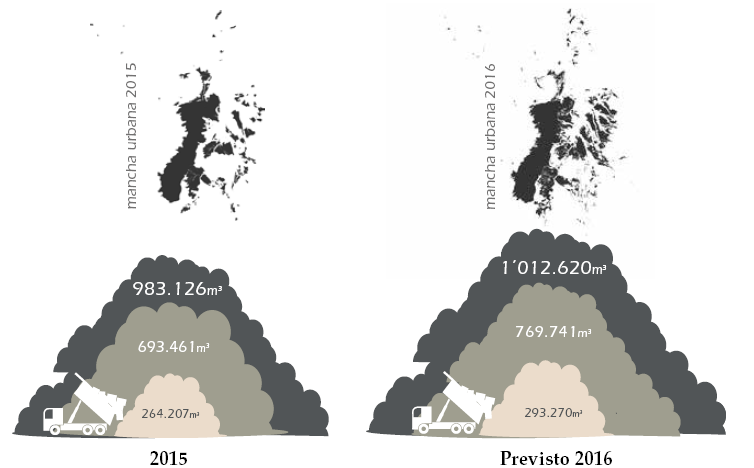 mancha urbana 2015
mancha urbana 2016
983.126m³
693.461m³
264.207m³
1´012.620m³
769.741m³
293.270m³
2015
Previsto 2016